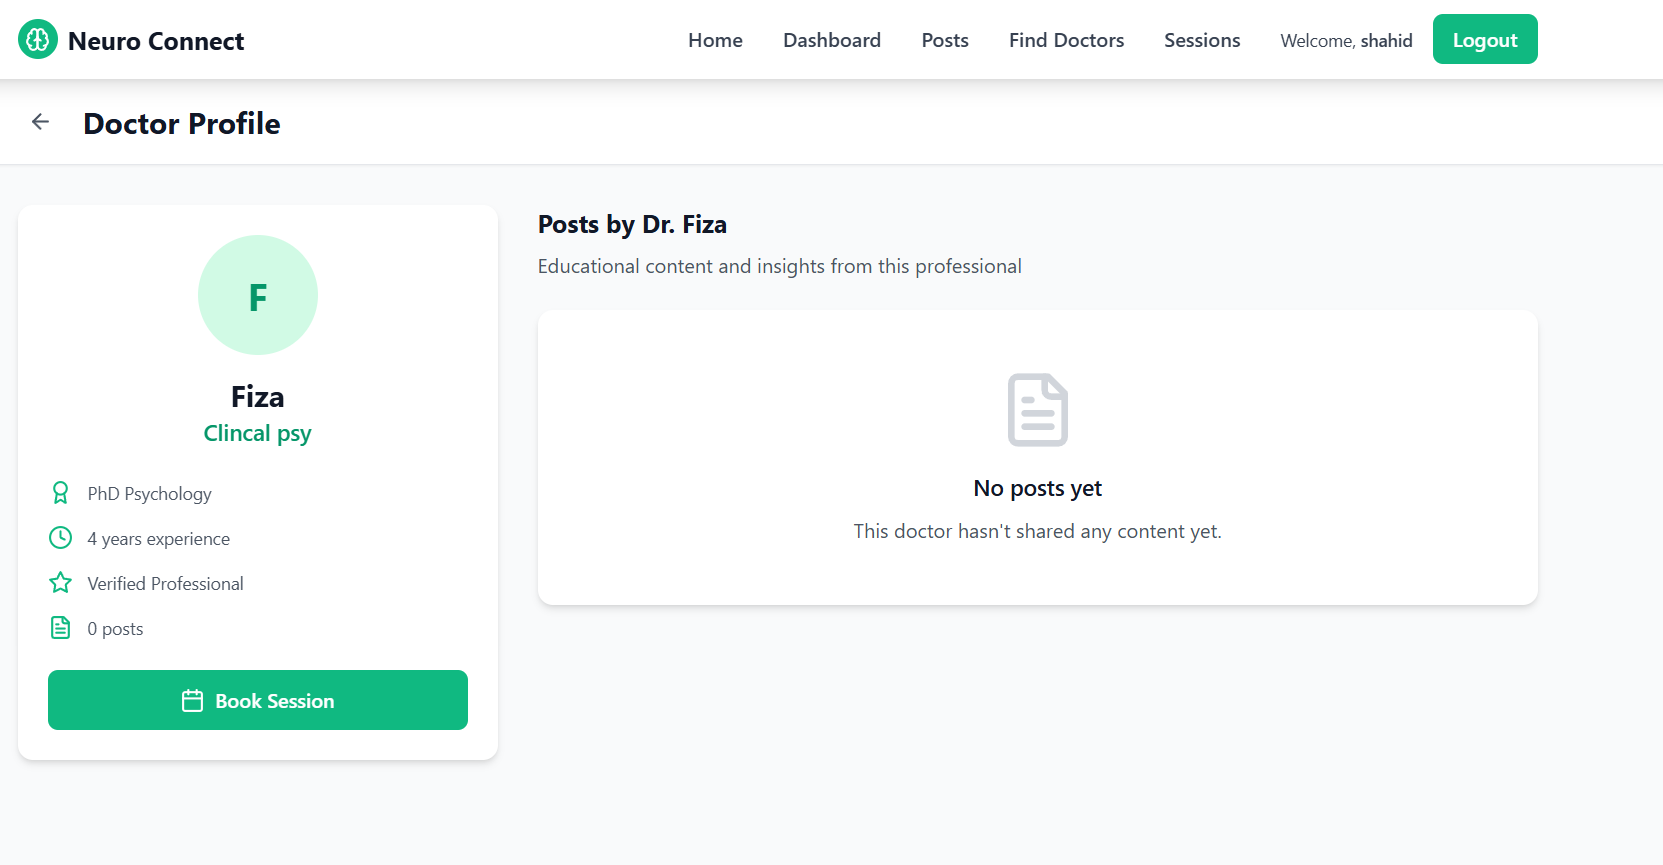 Neuro Connect
Home Dashboard Posts Find Doctors Sessions Welcome, shahid Logout
Doctor Profile
F
Fiza
Clincal psy
PhD Psychology
4 years experience
Verified Professional
0 posts
Book Session
Posts by Dr. Fiza
Educational content and insights from this professional
No posts yet
This doctor hasn't shared any content yet.